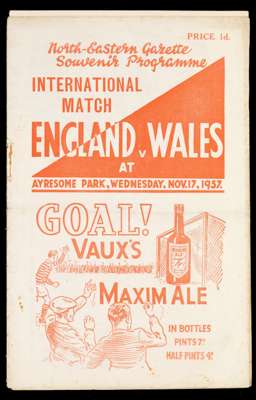 PRICE 1d.
North-Eastern Gazette
Souvenir Programme
INTERNATIONAL
MATCH
ENGLAND v WALES
AT
AYRESOME PARK, WEDNESDAY, NOV. 17, 1937.
GOAL!
VAUX'S
MAXIM ALE
IN BOTTLES
PINTS 7d.
HALF PINTS 4d.